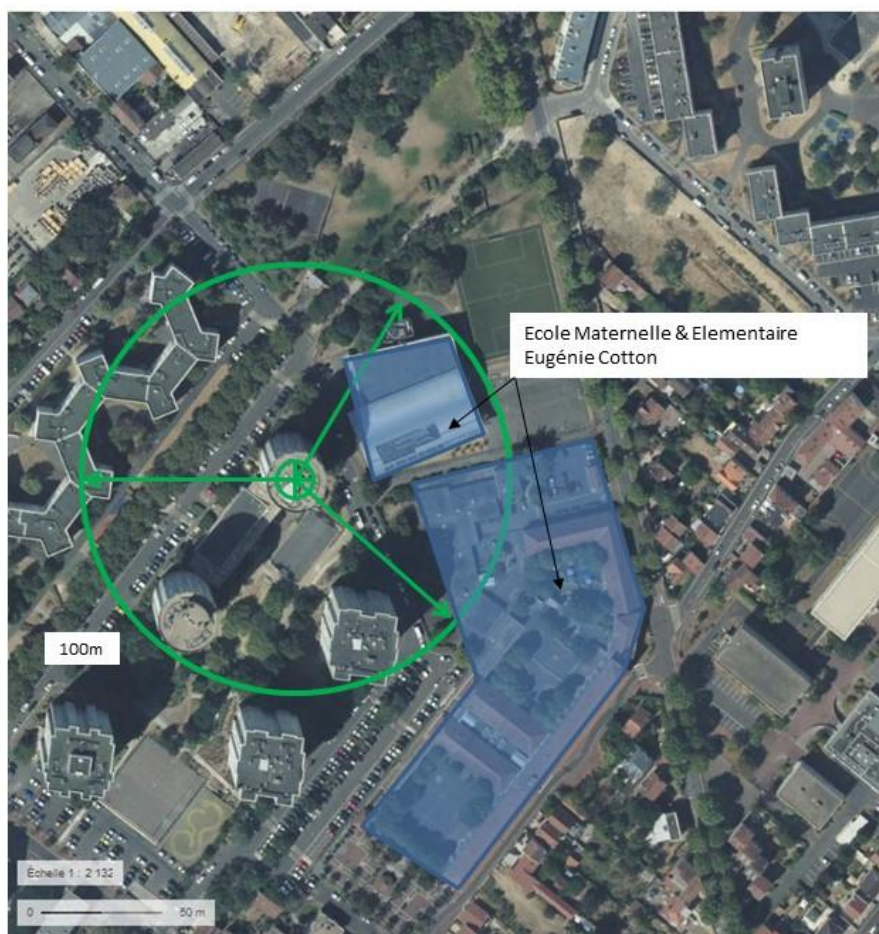 Ecole Maternelle & Elementaire
Eugénie Cotton
100m
Échelle 1 : 2 132
0 50 m